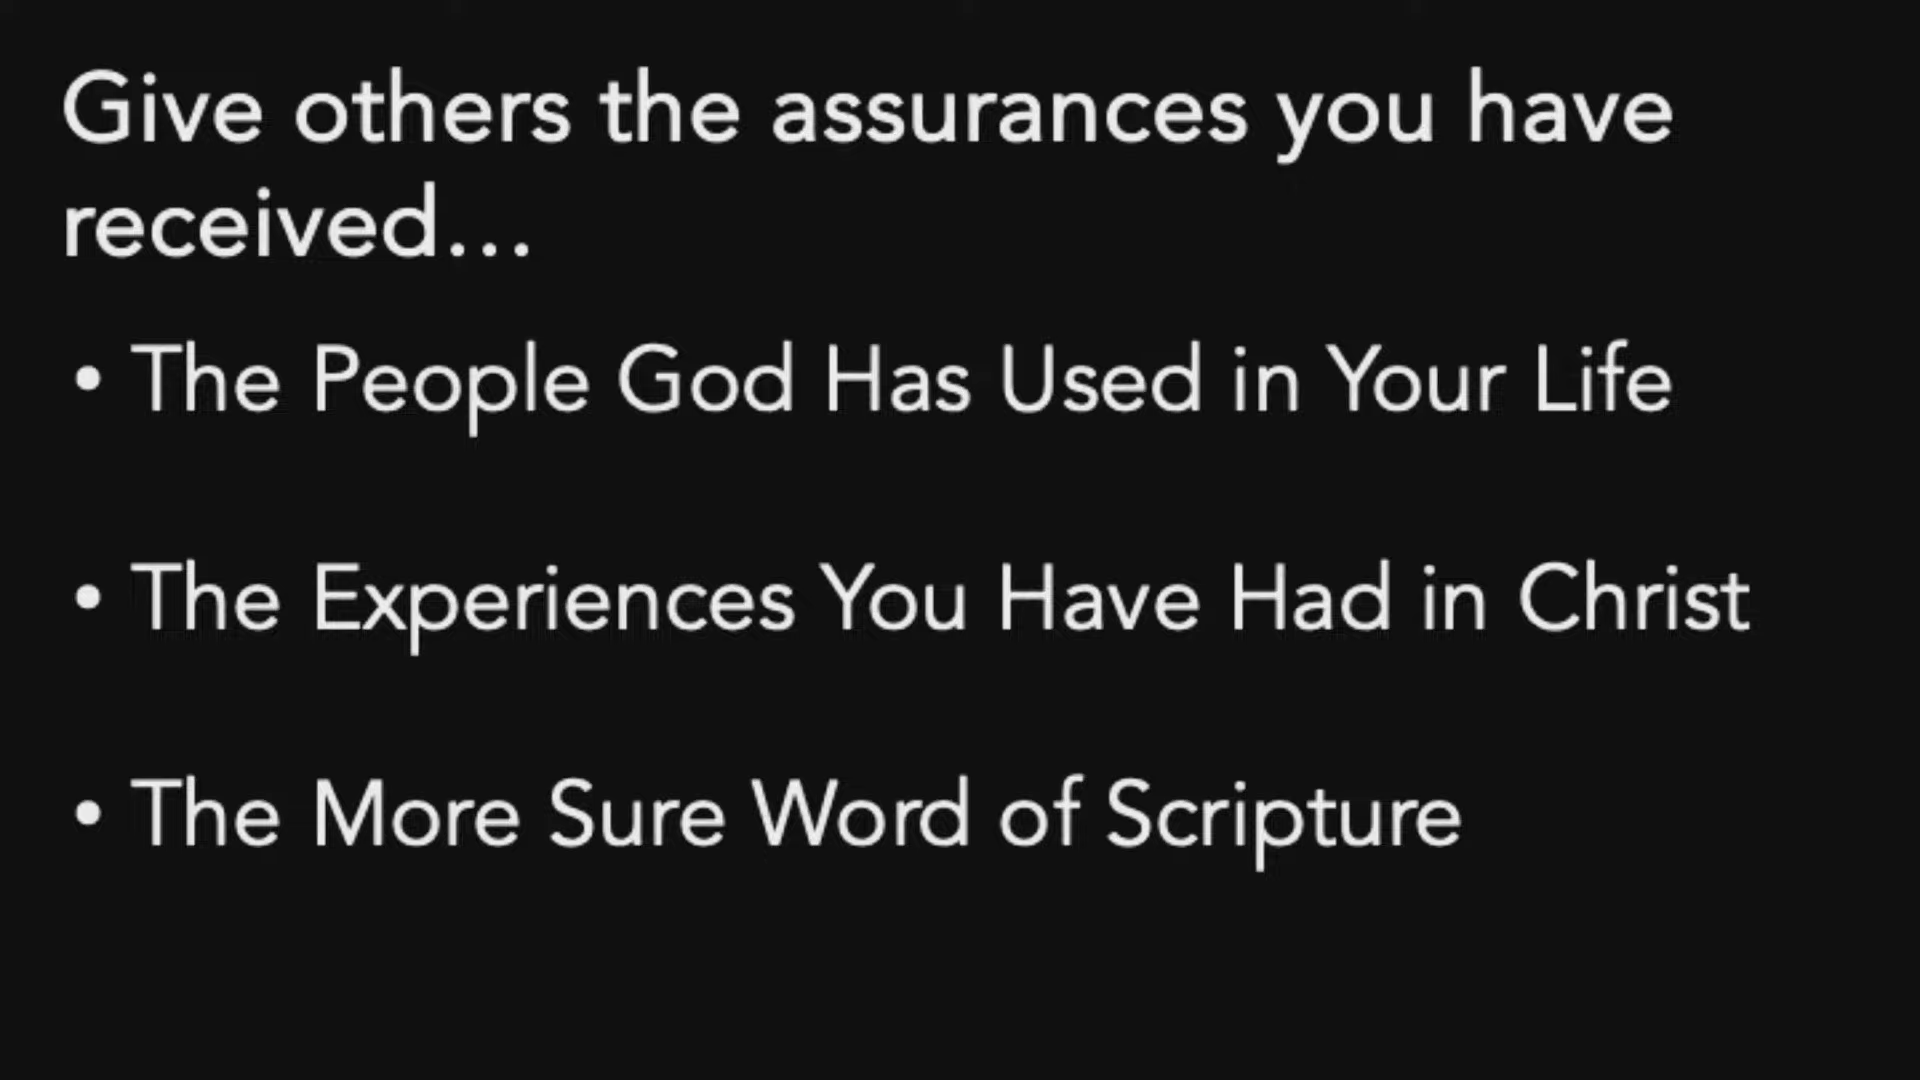 Give others the assurances you have
received...
• The People God Has Used in Your Life
• The Experiences You Have Had in Christ
• The More Sure Word of Scripture